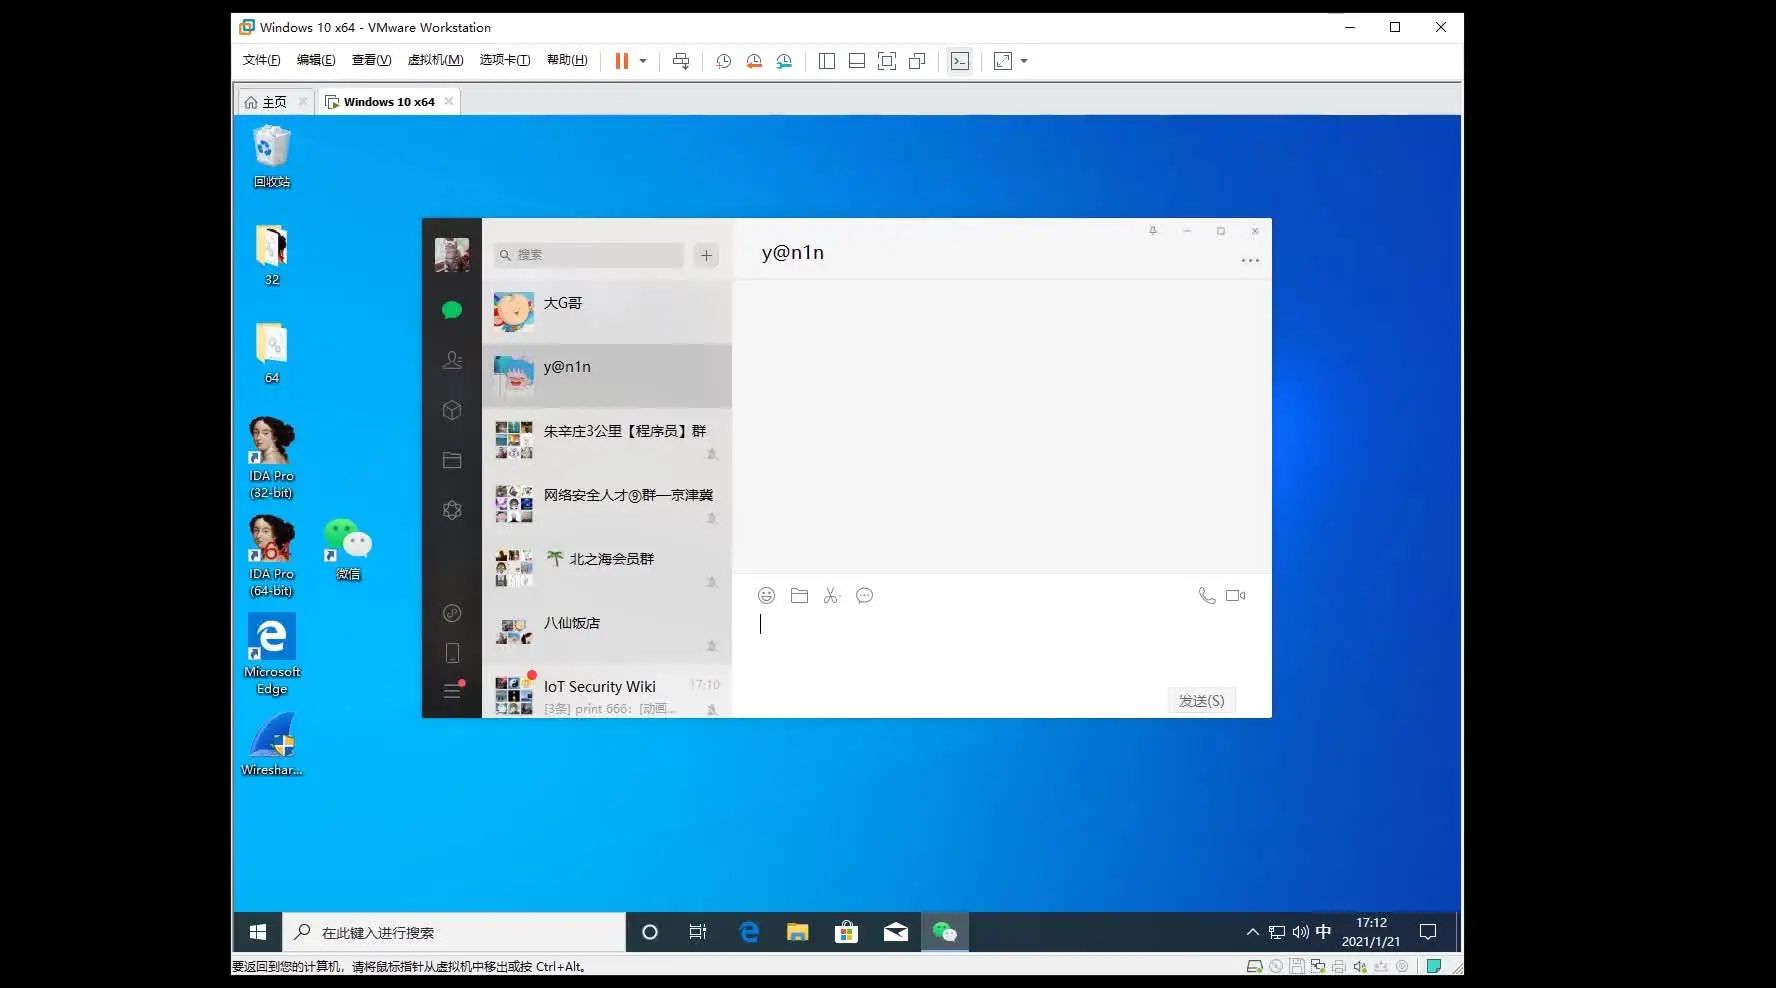 Windows 10 x64 - VMware Workstation
文件(F) 编辑(E) 查看(V) 虚拟机(M) 选项卡(T) 帮助(H)
主页
Windows 10 x64
回收站
32
64
IDA Pro
(32-bit)
IDA Pro
(64-bit)
微信
Microsoft
Edge
Wireshar...
搜索
大G哥
y@n1n
朱辛庄3公里【程序员】群
网络安全人才⑨群—京津冀
🌴 北之海会员群
八仙饭店
IoT Security Wiki 17:10
[3条] print 666: [动画...
y@n1n
发送(S)
在此键入进行搜索
中
17:12
2021/1/21
要返回到您的计算机，请将鼠标指针从虚拟机中移出或按 Ctrl+Alt。